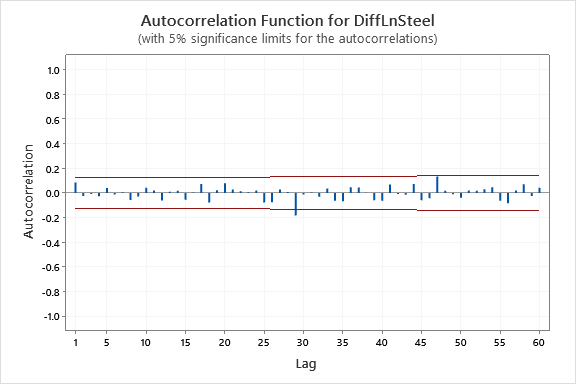 Autocorrelation Function for DiffLnSteel
(with 5% significance limits for the autocorrelations)
1.0
0.8
0.6
0.4
0.2
0.0
-0.2
-0.4
-0.6
-0.8
-1.0
Autocorrelation
1 5 10 15 20 25 30 35 40 45 50 55 60
Lag